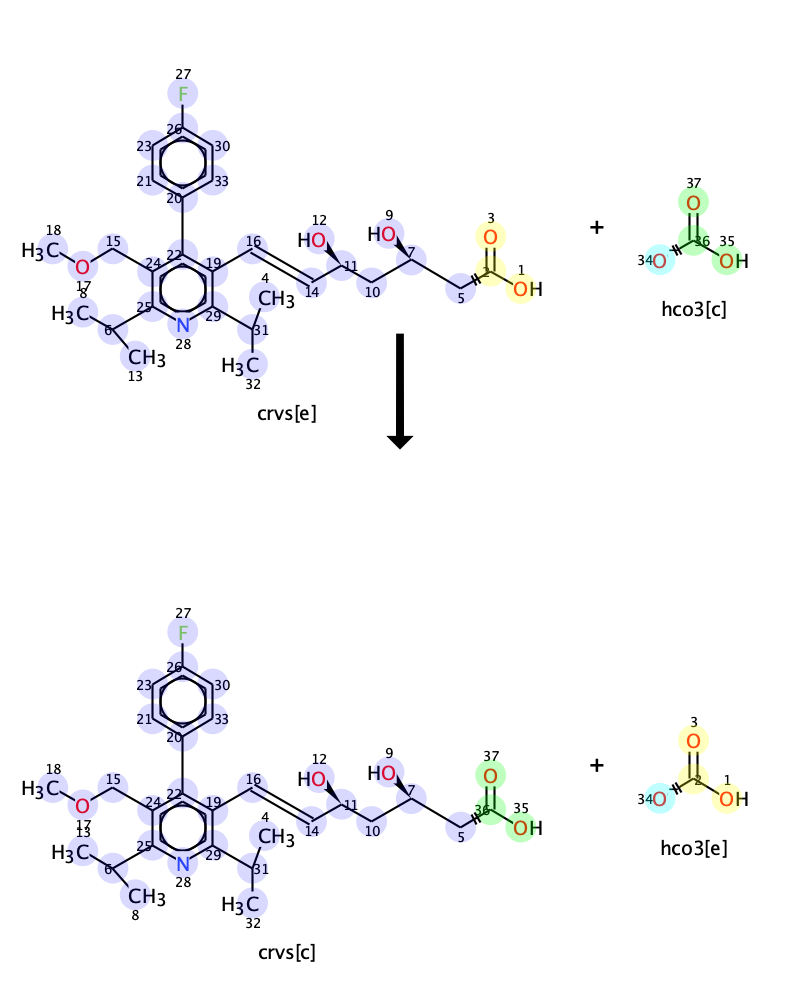 27
F
26
23 30
21 33
20
18
H3C
15
O
17
24
22
19
16
14
12
HO
11
10
9
HO
7
5
3
O
2
1
OH
8
H3C
6
CH3
13
25
N
28
29
4
CH3
31
H3C
32
crvs[e]
+
37
O
36
35
OH
34 O
hco3[c]
27
F
26
23 30
21 33
20
18
H3C
15
O
17
24
22
19
16
14
12
HO
11
10
9
HO
7
5
37
O
36
35
OH
13
H3C
6
CH3
8
25
N
28
29
4
CH3
31
H3C
32
crvs[c]
+
3
O
2
1
OH
34 O
hco3[e]